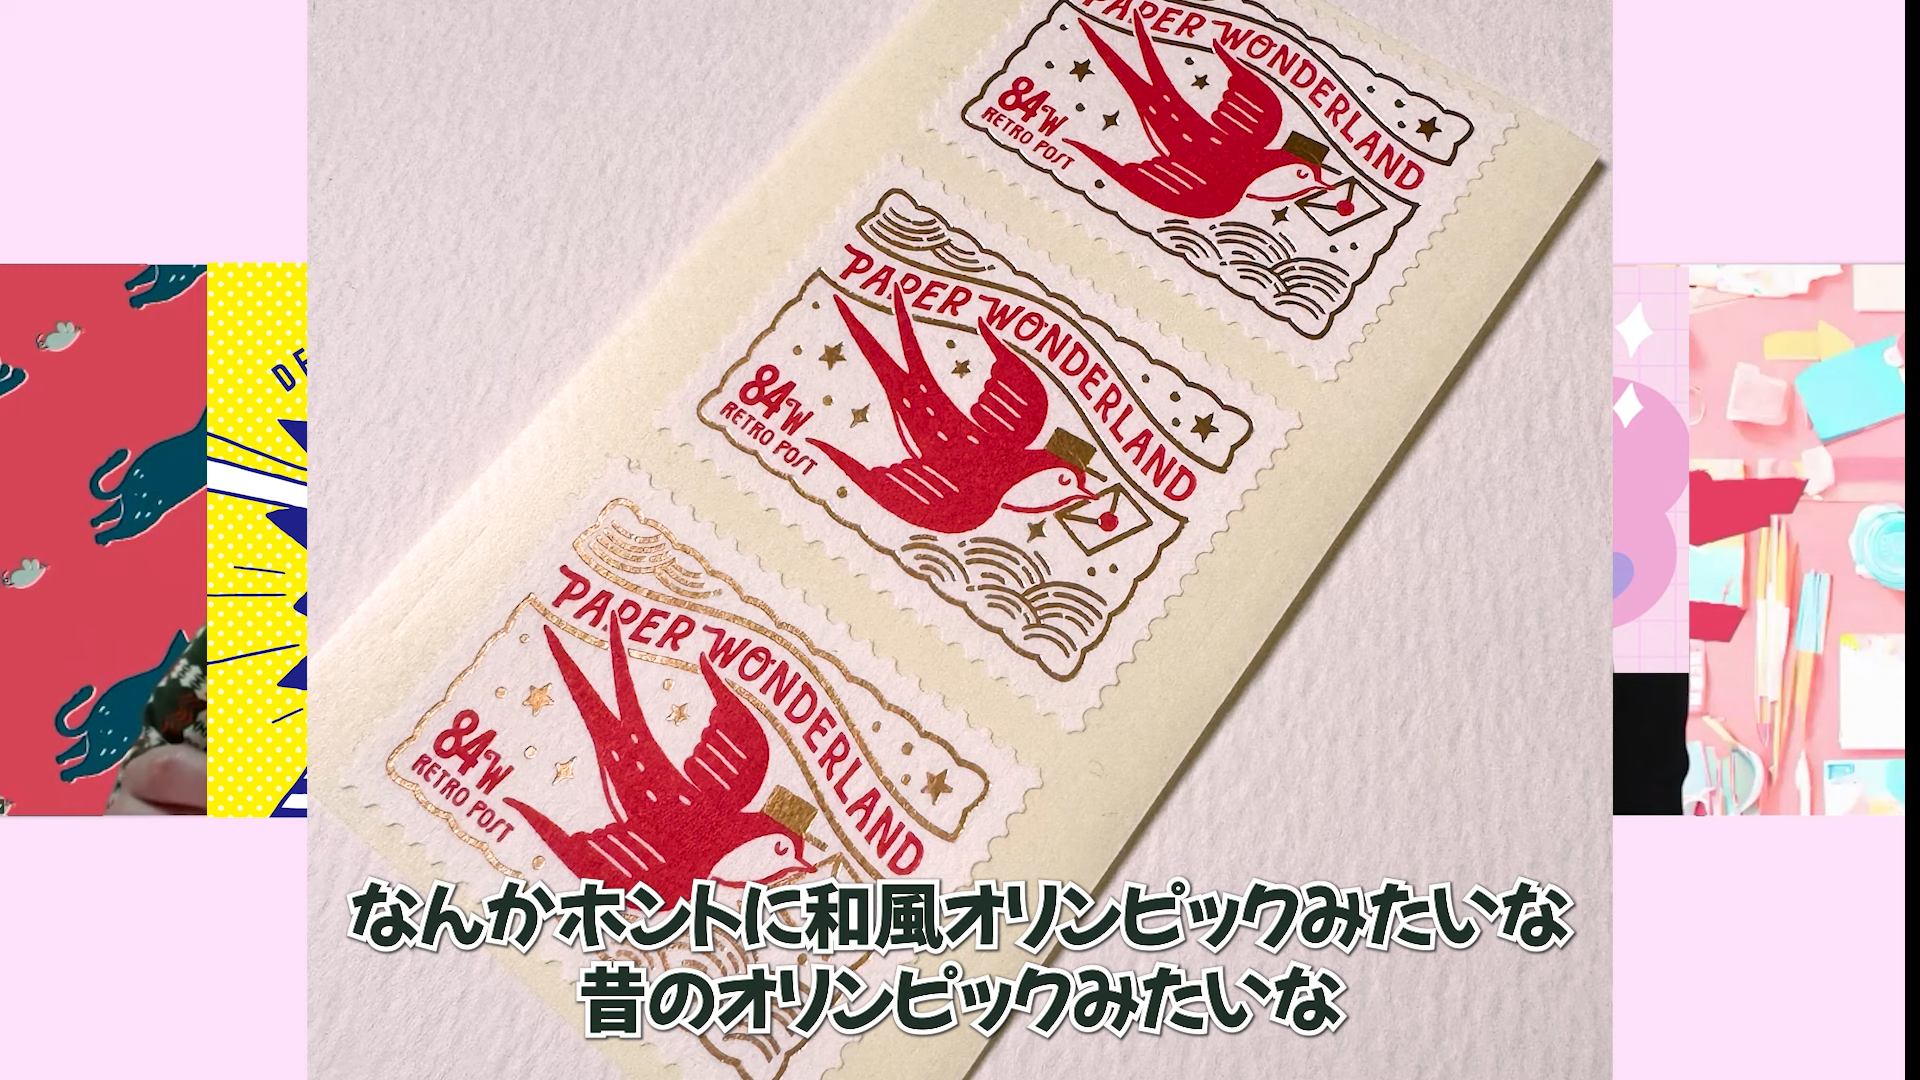 PAPER WONDERLAND
84W
RETRO POST
PAPER WONDERLAND
84W
RETRO POST
PAPER WONDERLAND
84W
RETRO POST
なんかホントに和風オリンピックみたいな
昔のオリンピックみたいな